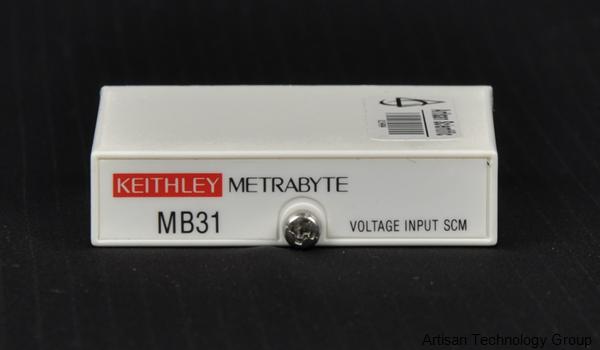 KEITHLEY METRABYTE
MB31
VOLTAGE INPUT SCM
Artisan Technology Group